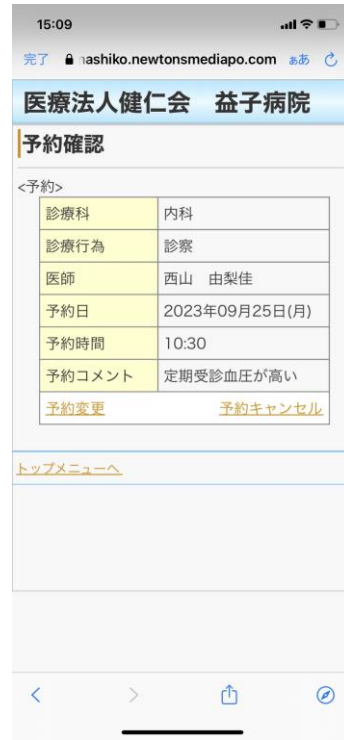 15:09
完了 ashiko.newtonsmediapo.com ぁあ
医療法人健仁会 益子病院
予約確認
<予約>
診療科 内科
診療行為 診察
医師 西山 由梨佳
予約日 2023年09月25日(月)
予約時間 10:30
予約コメント 定期受診血圧が高い
予約変更 予約キャンセル
トップメニューへ